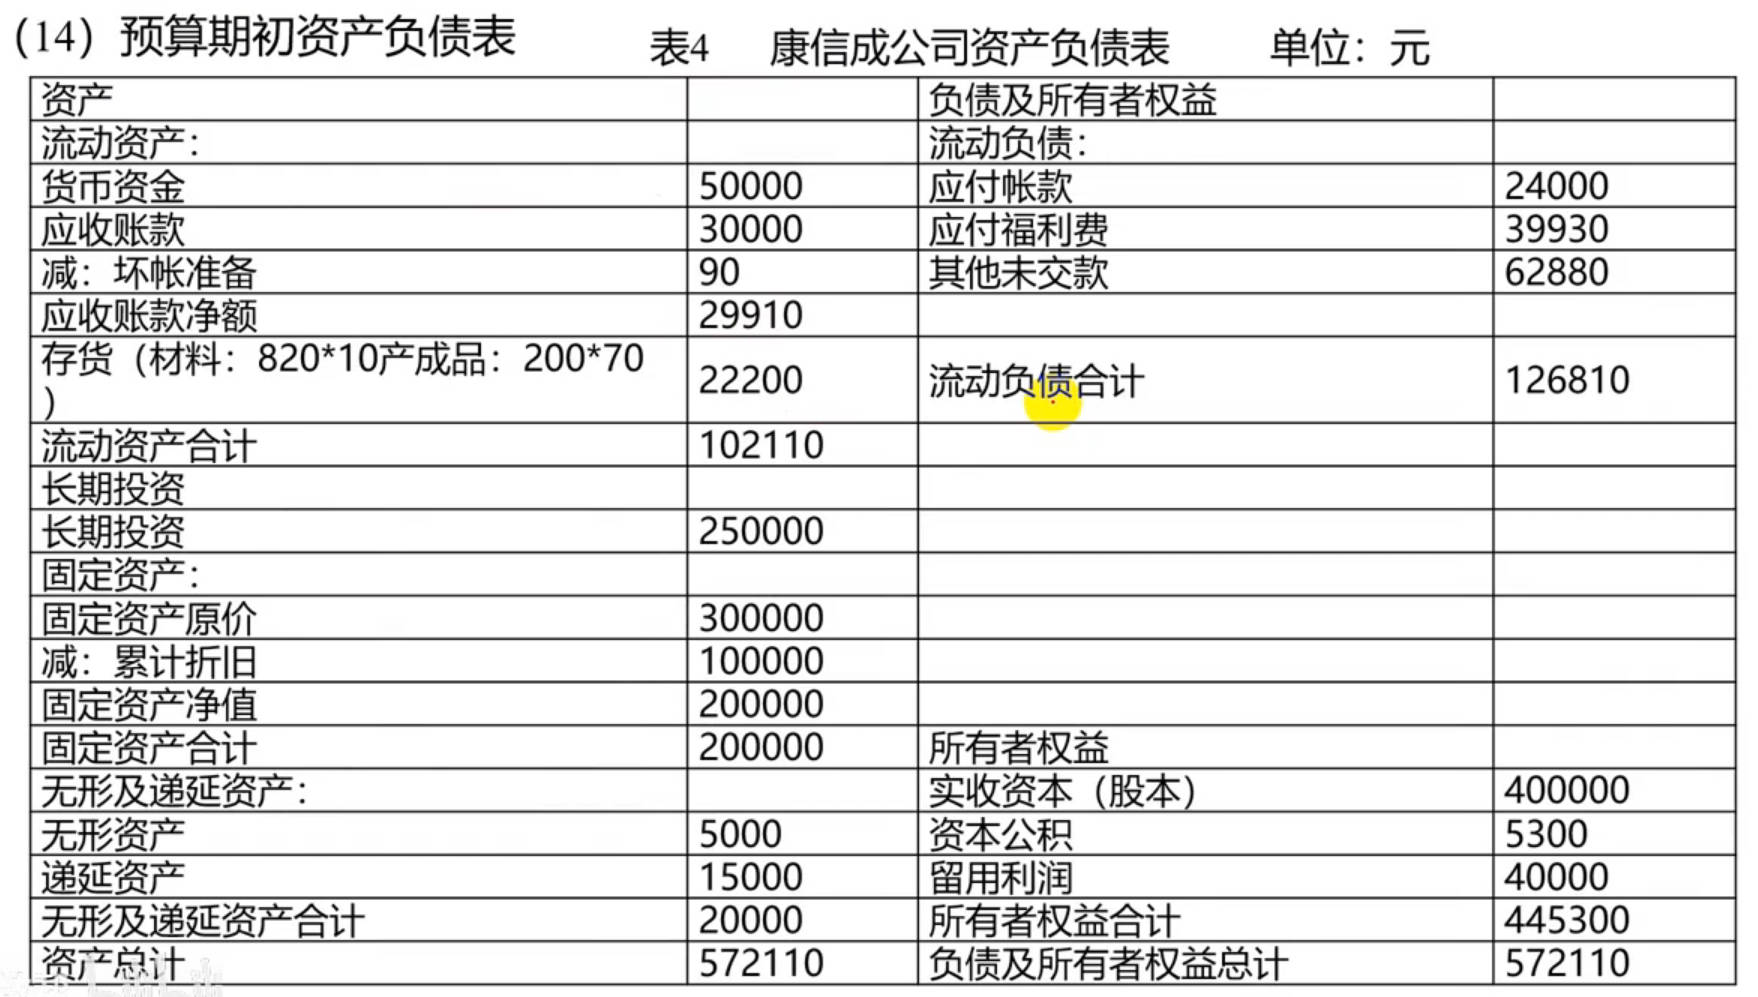 （14）预算期初资产负债表 表4 康信成公司资产负债表 单位：元
资产 负债及所有者权益
流动资产： 流动负债：
货币资金 50000 应付帐款 24000
应收账款 30000 应付福利费 39930
减：坏帐准备 90 其他未交款 62880
应收账款净额 29910
存货（材料：820*10产成品：200*70
） 22200 流动负债合计 126810
流动资产合计 102110
长期投资
长期投资 250000
固定资产：
固定资产原价 300000
减：累计折旧 100000
固定资产净值 200000
固定资产合计 200000 所有者权益
无形及递延资产： 实收资本（股本） 400000
无形资产 5000 资本公积 5300
递延资产 15000 留用利润 40000
无形及递延资产合计 20000 所有者权益合计 445300
资产总计 572110 负债及所有者权益总计 572110